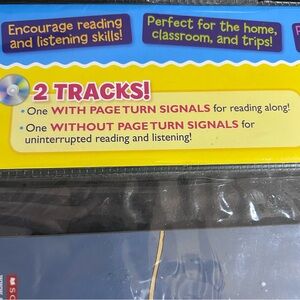 Encourage reading
and listening skills!
Perfect for the home,
classroom, and trips!
2 TRACKS!
• One WITH PAGE TURN SIGNALS for reading along!
• One WITHOUT PAGE TURN SIGNALS for
uninterrupted reading and listening!